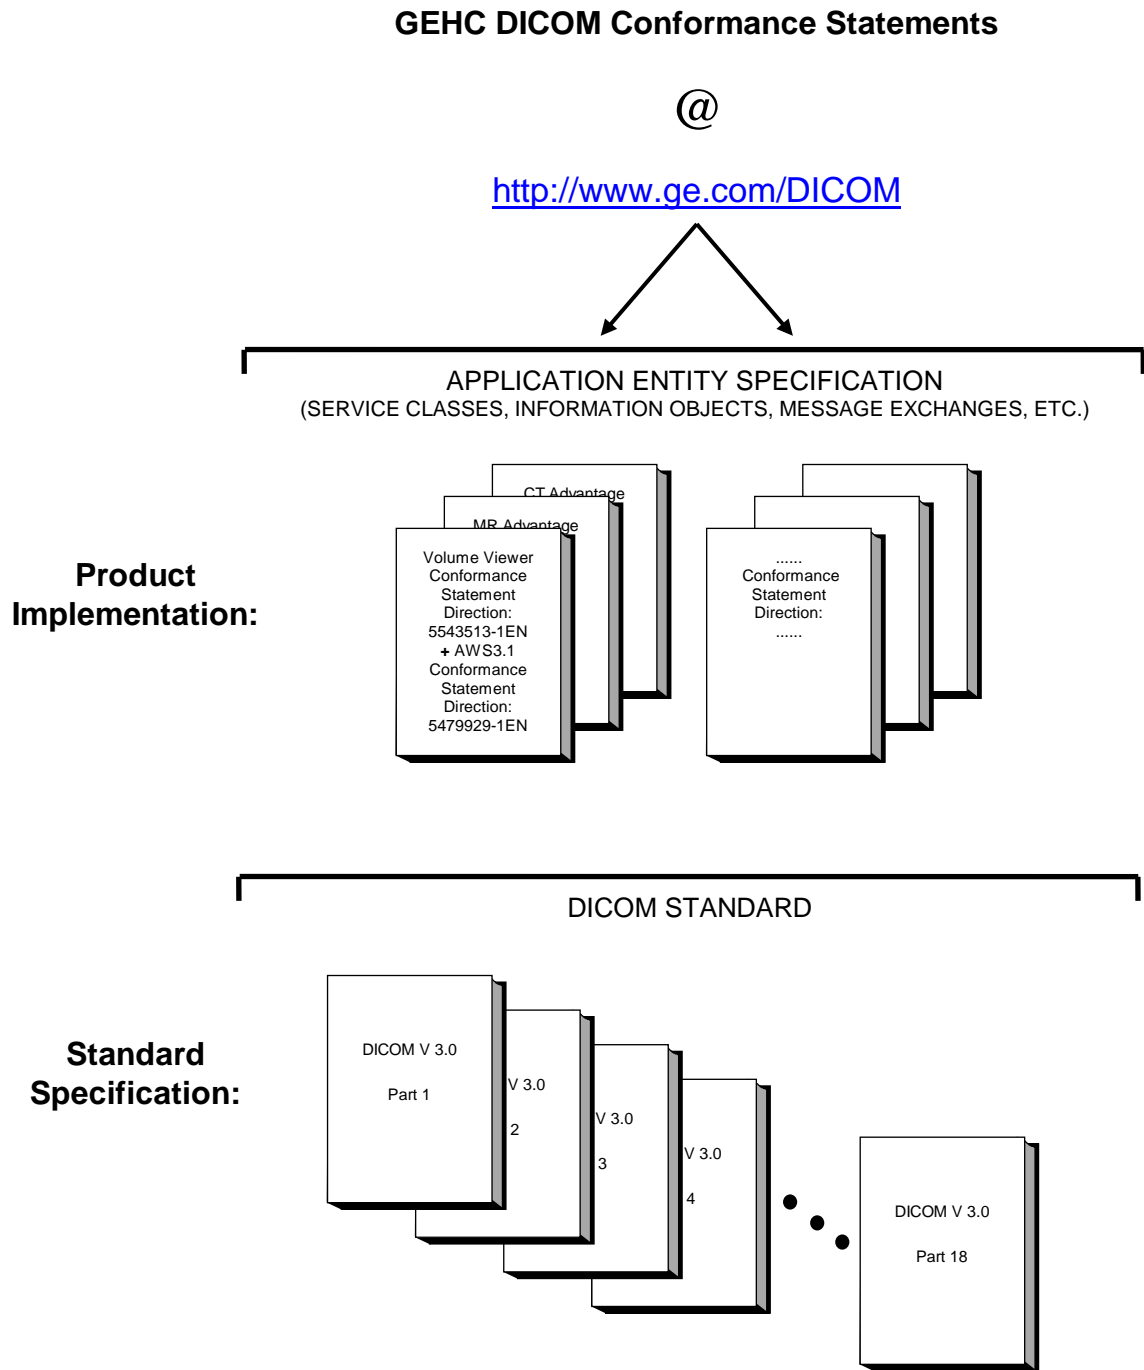 GEHC DICOM Conformance Statements
@
http://www.ge.com/DICOM
APPLICATION ENTITY SPECIFICATION
(SERVICE CLASSES, INFORMATION OBJECTS, MESSAGE EXCHANGES, ETC.)
Product
Implementation:
CT Advantage
MR Advantage
Volume Viewer
Conformance
Statement
Direction:
5543513-1EN
+ AWS3.1
Conformance
Statement
Direction:
5479929-1EN
......
Conformance
Statement
Direction:
......
DICOM STANDARD
Standard
Specification:
DICOM V 3.0
Part 1
V 3.0
2
V 3.0
3
V 3.0
4
DICOM V 3.0
Part 18